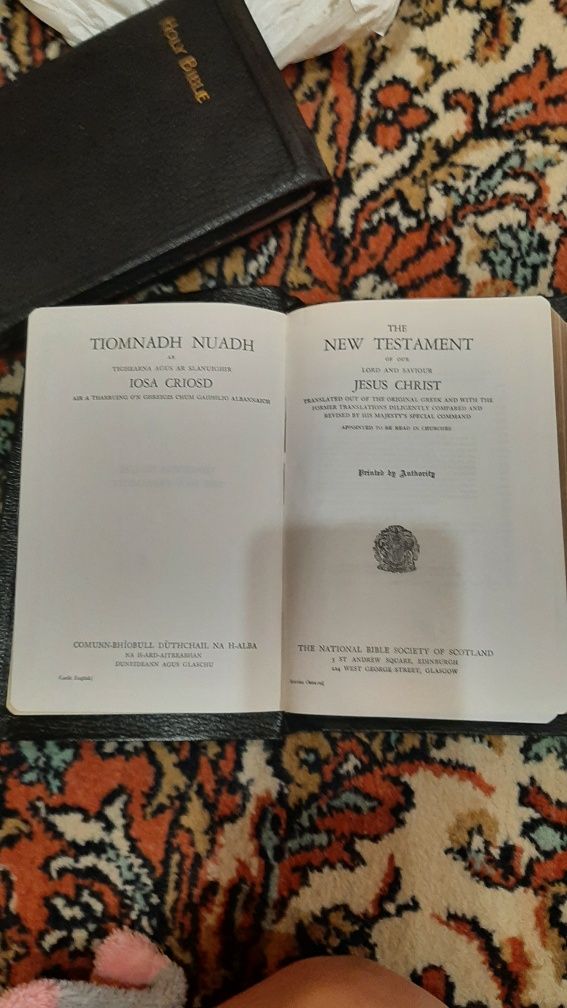 HOLY BIBLE
TIOMNADH NUADH
AR
TIGHEARNA AGUS AR SLANUIGHIR
IOSA CRIOSD
AIR A THARRUING O'N GHREUGIS CHUM GAIDHLIG ALBANNAICH
COMUNN-BHÌOBULL DÙTHCHAIL NA H-ALBA
NA H-ARD-AITREABHAN
DUNEIDEANN AGUS GLASCHU
Gaelic English]
THE
NEW TESTAMENT
OF OUR
LORD AND SAVIOUR
JESUS CHRIST
TRANSLATED OUT OF THE ORIGINAL GREEK AND WITH THE
FORMER TRANSLATIONS DILIGENTLY COMPARED AND
REVISED BY HIS MAJESTY'S SPECIAL COMMAND
APPOINTED TO BE READ IN CHURCHES
Printed by Authority
THE NATIONAL BIBLE SOCIETY OF SCOTLAND
5 ST ANDREW SQUARE, EDINBURGH
224 WEST GEORGE STREET, GLASGOW